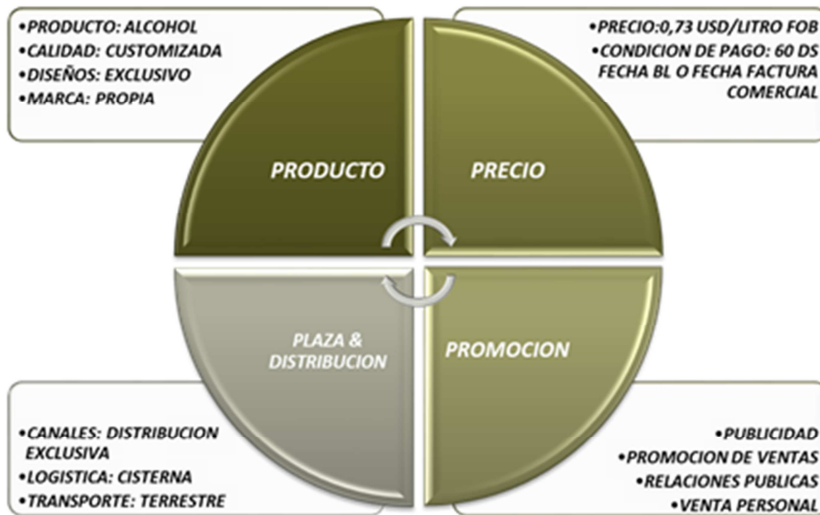 •PRODUCTO: ALCOHOL
•CALIDAD: CUSTOMIZADA
•DISEÑOS: EXCLUSIVO
•MARCA: PROPIA
•PRECIO:0,73 USD/LITRO FOB
•CONDICION DE PAGO: 60 DS
FECHA BL O FECHA FACTURA
COMERCIAL
PRODUCTO
PRECIO
PLAZA &
DISTRIBUCION
PROMOCION
•CANALES: DISTRIBUCION
EXCLUSIVA
•LOGISTICA: CISTERNA
•TRANSPORTE: TERRESTRE
•PUBLICIDAD
•PROMOCION DE VENTAS
•RELACIONES PUBLICAS
•VENTA PERSONAL